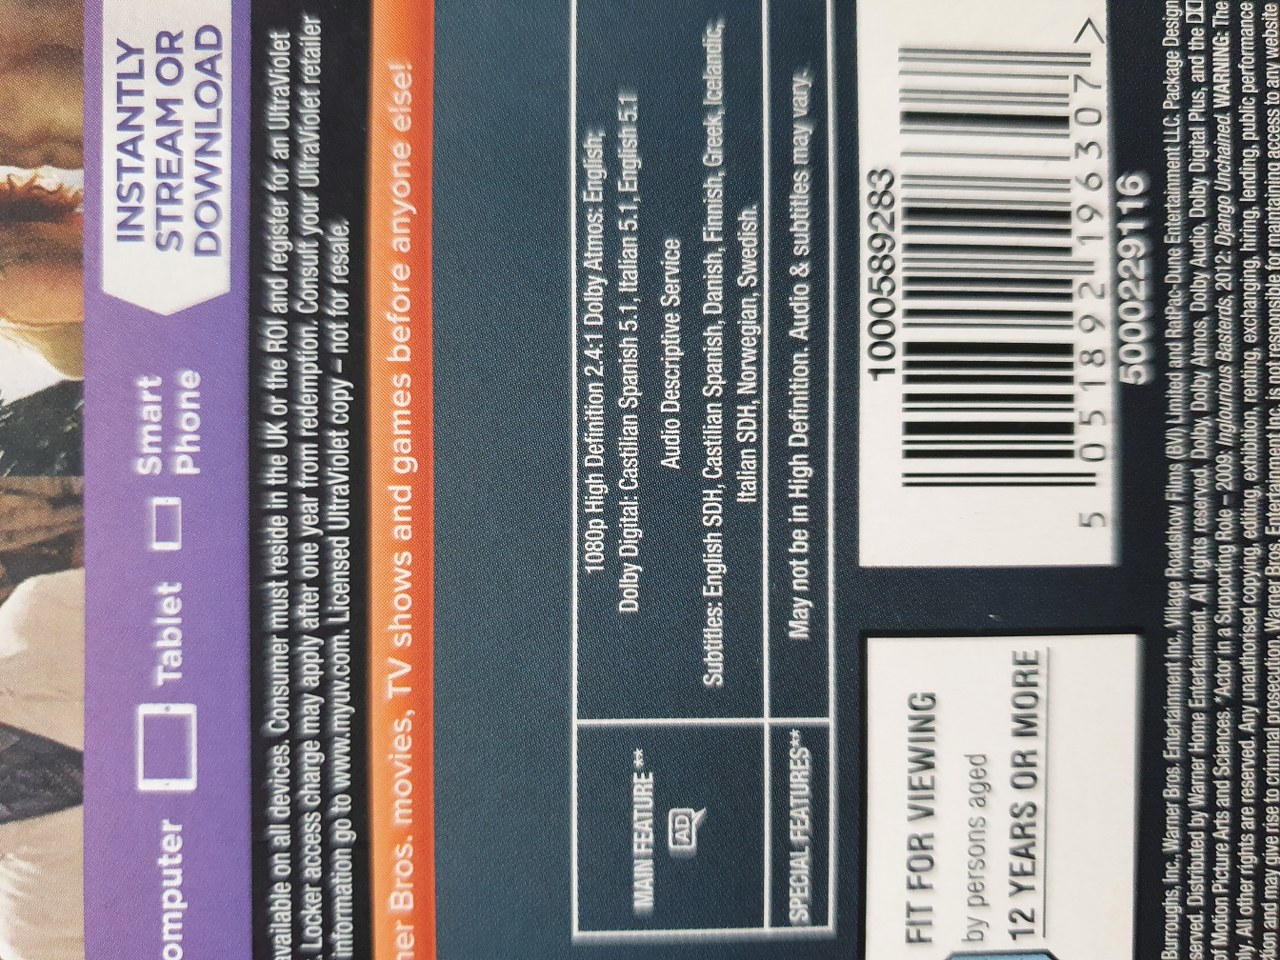 INSTANTLY
STREAM OR
DOWNLOAD
omputer
Tablet
Smart
Phone
available on all devices. Consumer must reside in the UK or the ROI and register for an UltraViolet
Locker access charge may apply after one year from redemption. Consult your UltraViolet retailer
information go to www.myuv.com. Licensed UltraViolet copy – not for resale.
ner Bros. movies, TV shows and games before anyone else!
MAIN FEATURE**
AD
1080p High Definition 2.4:1 Dolby Atmos: English;
Dolby Digital: Castilian Spanish 5.1, Italian 5.1, English 5.1
Audio Descriptive Service
Subtitles: English SDH, Castilian Spanish, Danish, Finnish, Greek, Icelandic,
Italian SDH, Norwegian, Swedish.
SPECIAL FEATURES**
May not be in High Definition. Audio & subtitles may vary.
FIT FOR VIEWING
by persons aged
12 YEARS OR MORE
1000589283
5 051892 196307 >
5000229116
Burroughs, Inc., Warner Bros. Entertainment Inc., Village Roadshow Films (BVI) Limited and RatPac-Dune Entertainment LLC. Package Design
served. Distributed by Warner Home Entertainment. All rights reserved. Dolby, Dolby Atmos, Dolby Audio, Dolby Digital Plus, and the
of Motion Picture Arts and Sciences. *Actor in a Supporting Role – 2009: Inglourious Basterds, 2012: Django Unchained. WARNING: The
nly. All other rights are reserved. Any unauthorised copying, editing, exhibition, renting, exchanging, hiring, lending, public performance
ction and may give rise to criminal prosecution. Warner Bros. Entertainment Inc. is not responsible for maintaining access to any website